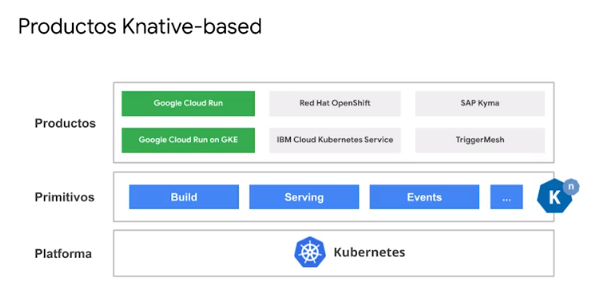 Productos Knative-based
Productos
Google Cloud Run
Red Hat OpenShift
SAP Kyma
Google Cloud Run on GKE
IBM Cloud Kubernetes Service
TriggerMesh
Primitivos
Build
Serving
Events
...
K
n
Platforma
Kubernetes